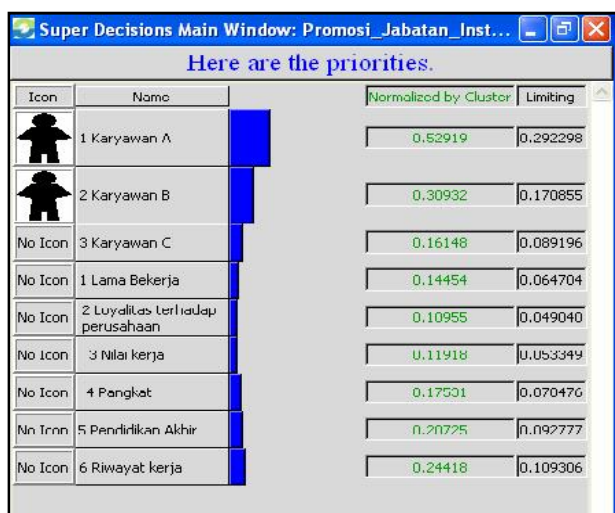 Super Decisions Main Window: Promosi_Jabatan_Inst...
Here are the priorities.
Icon Name Normalized by Cluster Limiting
1 Karyawan A 0.52919 0.292298
2 Karyawan B 0.30932 0.170855
No Icon 3 Karyawan C 0.16148 0.089196
No Icon 1 Lama Bekerja 0.14454 0.064704
No Icon 2 Loyalitas terhadap perusahaan 0.10955 0.049040
No Icon 3 Nilai kerja 0.11918 0.053349
No Icon 4 Pangkat 0.17531 0.078476
No Icon 5 Pendidikan Akhir 0.20725 0.092777
No Icon 6 Riwayat kerja 0.24418 0.109306